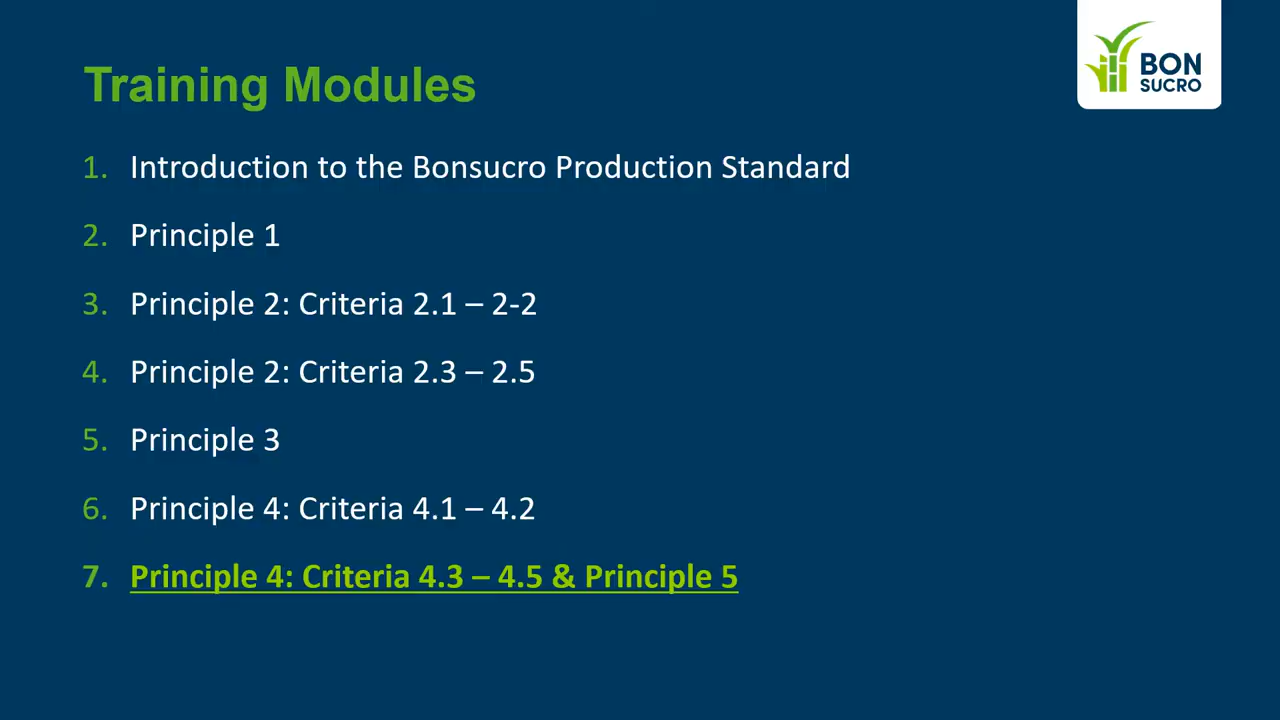 BON
SUCRO
Training Modules
1. Introduction to the Bonsucro Production Standard
2. Principle 1
3. Principle 2: Criteria 2.1 – 2-2
4. Principle 2: Criteria 2.3 – 2.5
5. Principle 3
6. Principle 4: Criteria 4.1 – 4.2
7. Principle 4: Criteria 4.3 – 4.5 & Principle 5